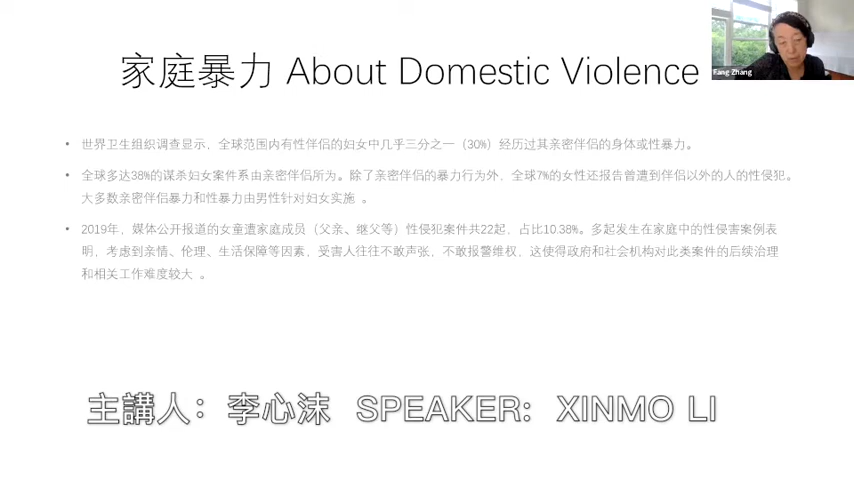 家庭暴力 About Domestic Violence
Fang Zhang
• 世界卫生组织调查显示，全球范围内有性伴侣的妇女中几乎三分之一（30%）经历过其亲密伴侣的身体或性暴力。
• 全球多达38%的谋杀妇女案件系由亲密伴侣所为。除了亲密伴侣的暴力行为外，全球7%的女性还报告曾遭到伴侣以外的人的性侵犯。
大多数亲密伴侣暴力和性暴力由男性针对妇女实施 。
• 2019年，媒体公开报道的女童遭家庭成员（父亲、继父等）性侵犯案件共22起，占比10.38%。多起发生在家庭中的性侵害案例表
明，考虑到亲情、伦理、生活保障等因素，受害人往往不敢声张，不敢报警维权，这使得政府和社会机构对此类案件的后续治理
和相关工作难度较大 。
主講人：李心沫 SPEAKER: XINMO LI